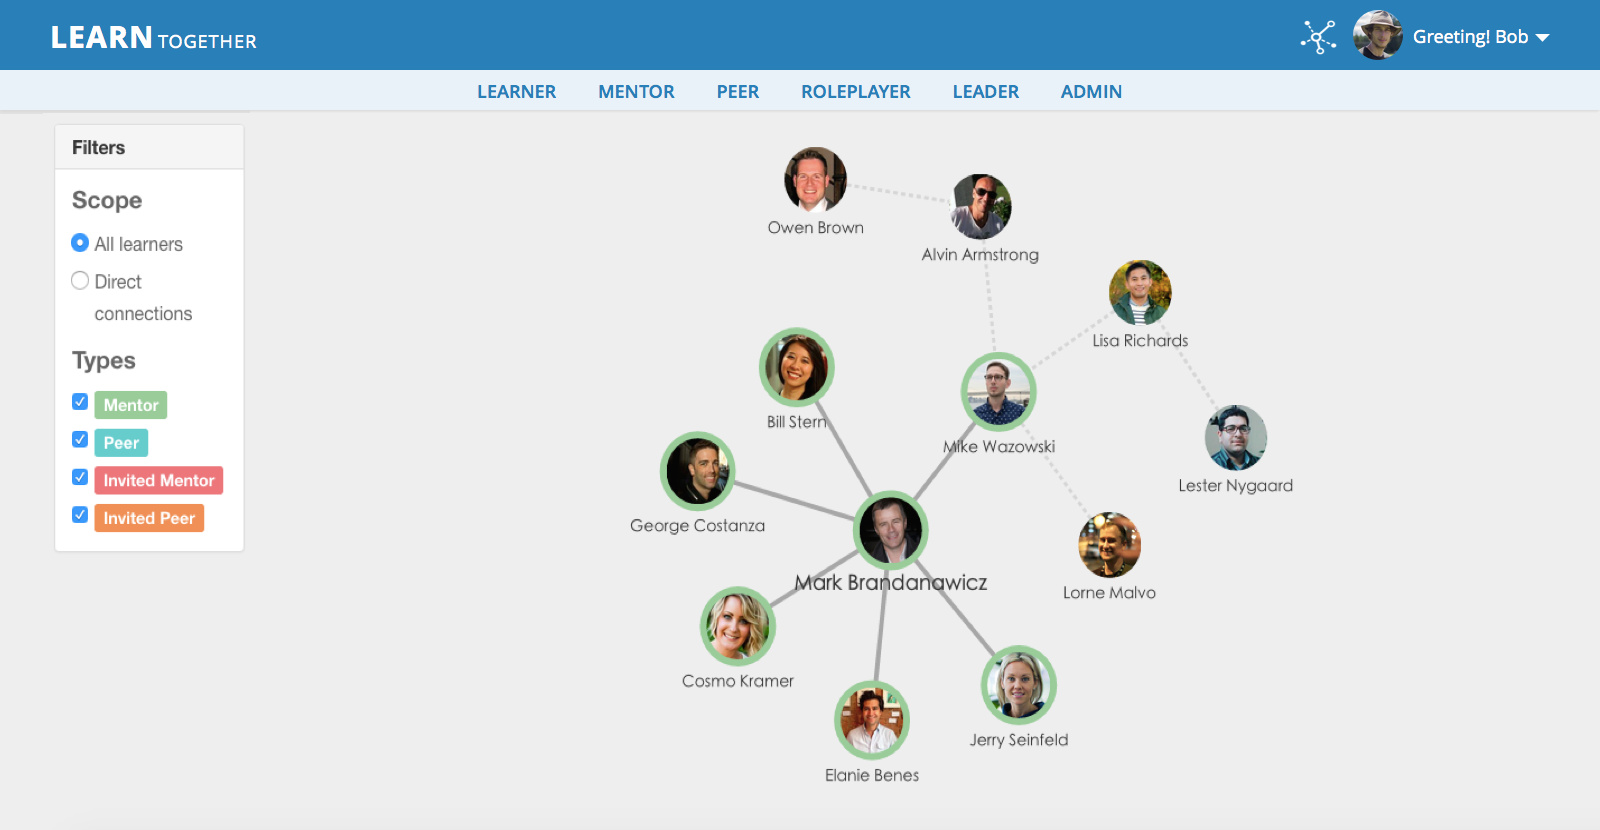 LEARN TOGETHER
Greeting! Bob
LEARNER MENTOR PEER ROLEPLAYER LEADER ADMIN
Filters
Scope
All learners
Direct
connections
Types
Mentor
Peer
Invited Mentor
Invited Peer
Owen Brown
Alvin Armstrong
Lisa Richards
Bill Stern
Mike Wazowski
Lester Nygaard
George Costanza
Mark Brandanawicz
Lorne Malvo
Cosmo Kramer
Jerry Seinfeld
Elanie Benes